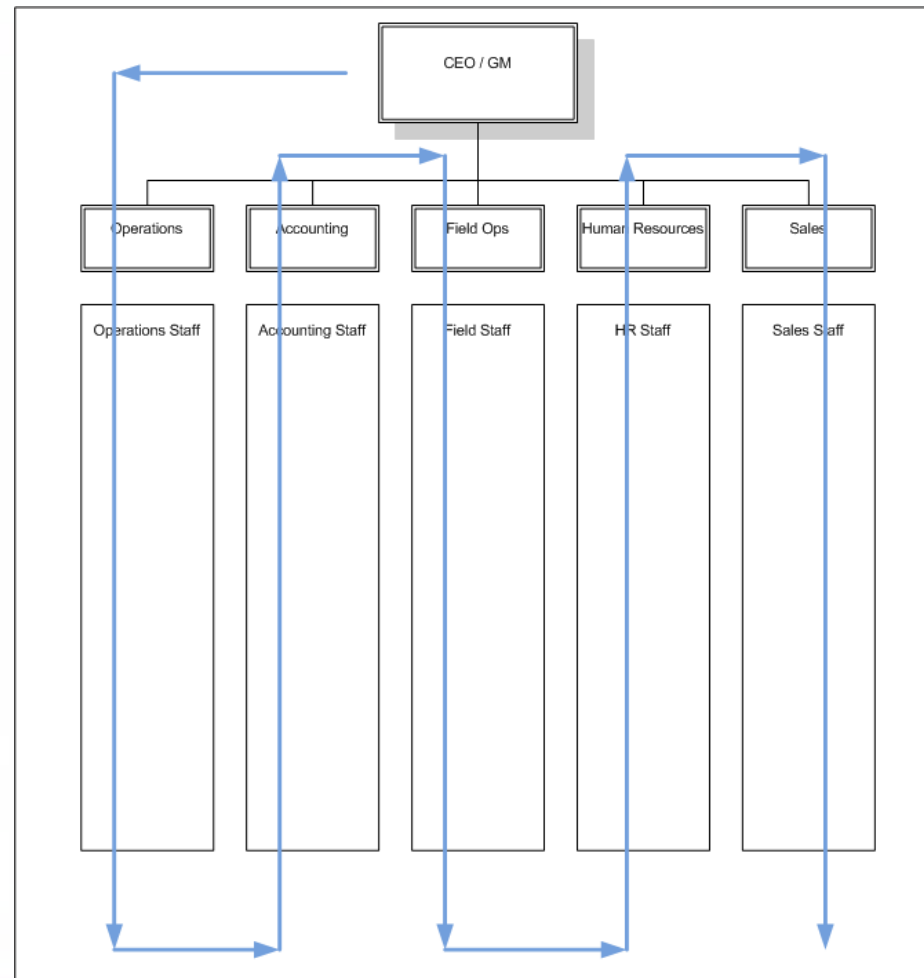 CEO / GM
Operations
Accounting
Field Ops
Human Resources
Sales
Operations Staff
Accounting Staff
Field Staff
HR Staff
Sales Staff